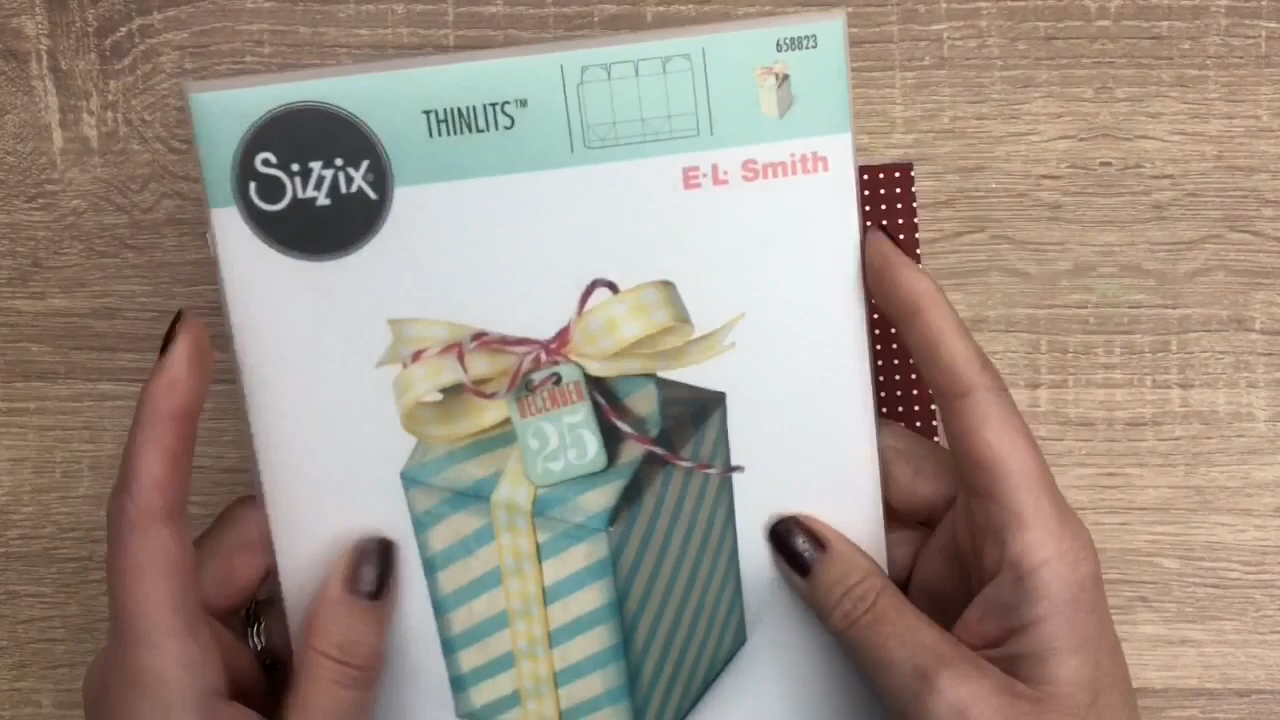 658823
THINLITS™
Sizzix
E·L· Smith
DECEMBER
25